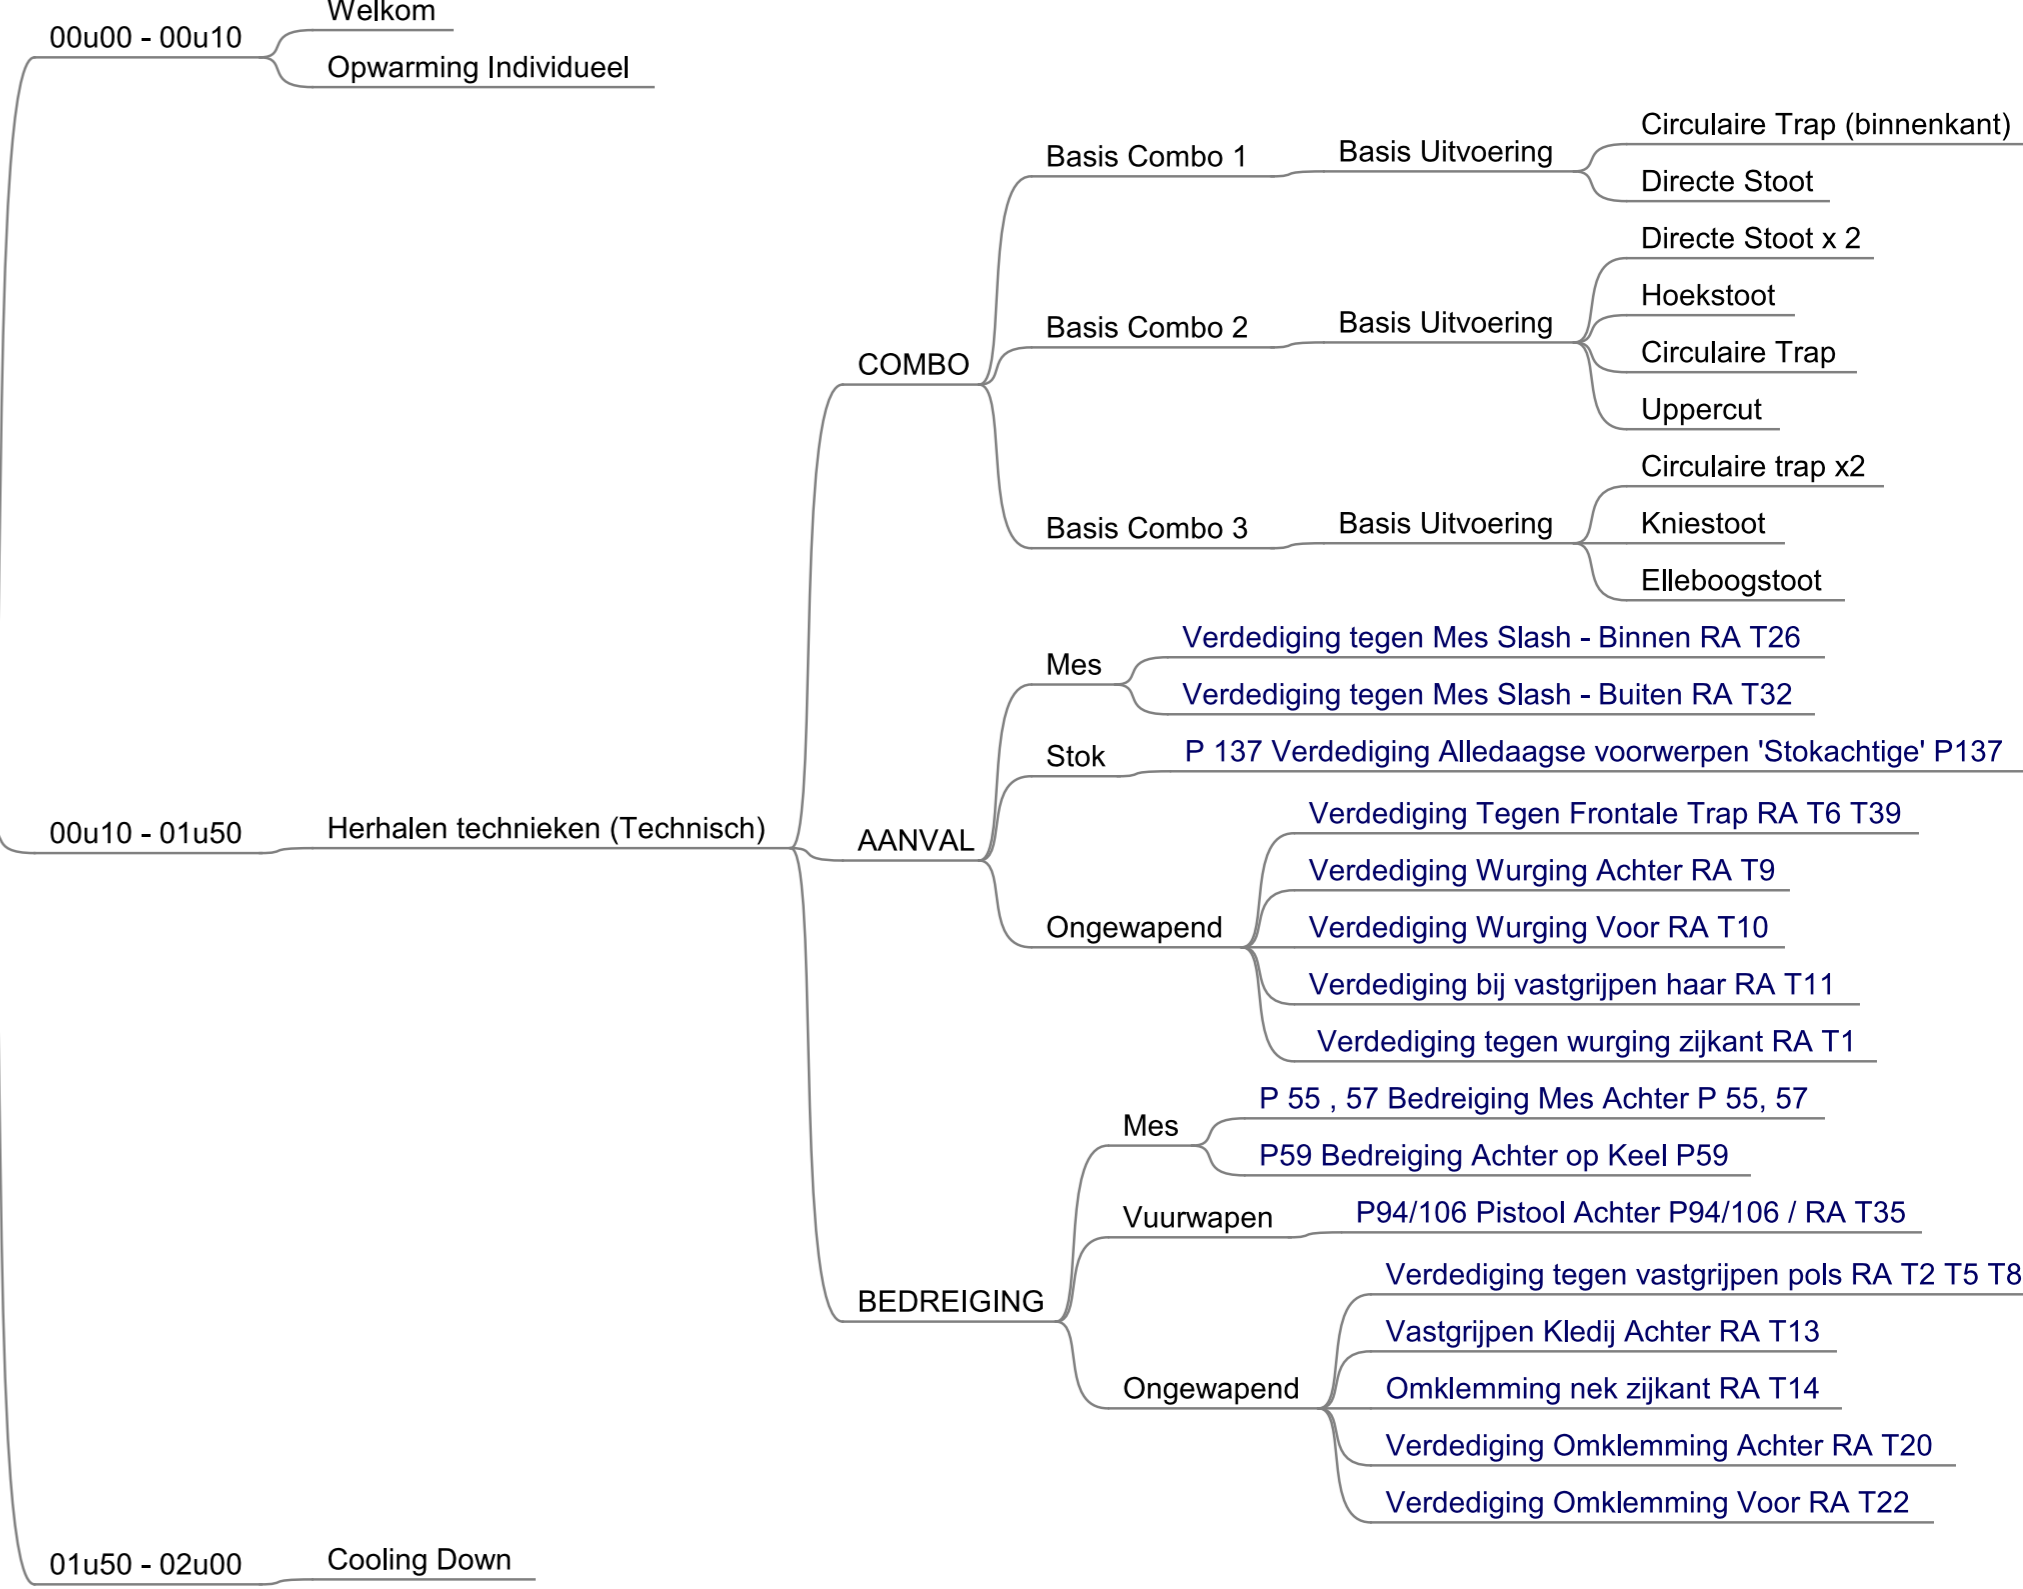 Welkom
00u00 - 00u10
Opwarming Individueel
Circulaire Trap (binnenkant)
Basis Combo 1
Basis Uitvoering
Directe Stoot
Directe Stoot x 2
Hoekstoot
Basis Combo 2
Basis Uitvoering
Circulaire Trap
COMBO
Uppercut
Circulaire trap x2
Basis Combo 3
Basis Uitvoering
Kniestoot
Elleboogstoot
Verdediging tegen Mes Slash - Binnen RA T26
Mes
Verdediging tegen Mes Slash - Buiten RA T32
Stok
P 137 Verdediging Alledaagse voorwerpen 'Stokachtige' P137
00u10 - 01u50
Herhalen technieken (Technisch)
AANVAL
Verdediging Tegen Frontale Trap RA T6 T39
Verdediging Wurging Achter RA T9
Ongewapend
Verdediging Wurging Voor RA T10
Verdediging bij vastgrijpen haar RA T11
Verdediging tegen wurging zijkant RA T1
P 55 , 57 Bedreiging Mes Achter P 55, 57
Mes
P59 Bedreiging Achter op Keel P59
Vuurwapen
P94/106 Pistool Achter P94/106 / RA T35
BEDREIGING
Verdediging tegen vastgrijpen pols RA T2 T5 T8
Vastgrijpen Kledij Achter RA T13
Ongewapend
Omklemming nek zijkant RA T14
Verdediging Omklemming Achter RA T20
Verdediging Omklemming Voor RA T22
01u50 - 02u00
Cooling Down